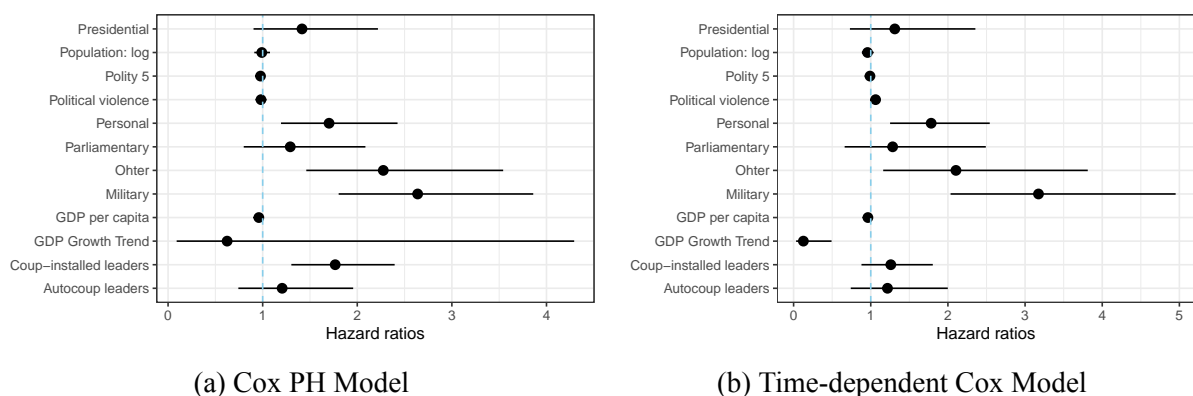 Presidential
Population: log
Polity 5
Political violence
Personal
Parliamentary
Ohter
Military
GDP per capita
GDP Growth Trend
Coup−installed leaders
Autocoup leaders
0 1 2 3 4
Hazard ratios
(a) Cox PH Model
Presidential
Population: log
Polity 5
Political violence
Personal
Parliamentary
Ohter
Military
GDP per capita
GDP Growth Trend
Coup−installed leaders
Autocoup leaders
0 1 2 3 4 5
Hazard ratios
(b) Time-dependent Cox Model